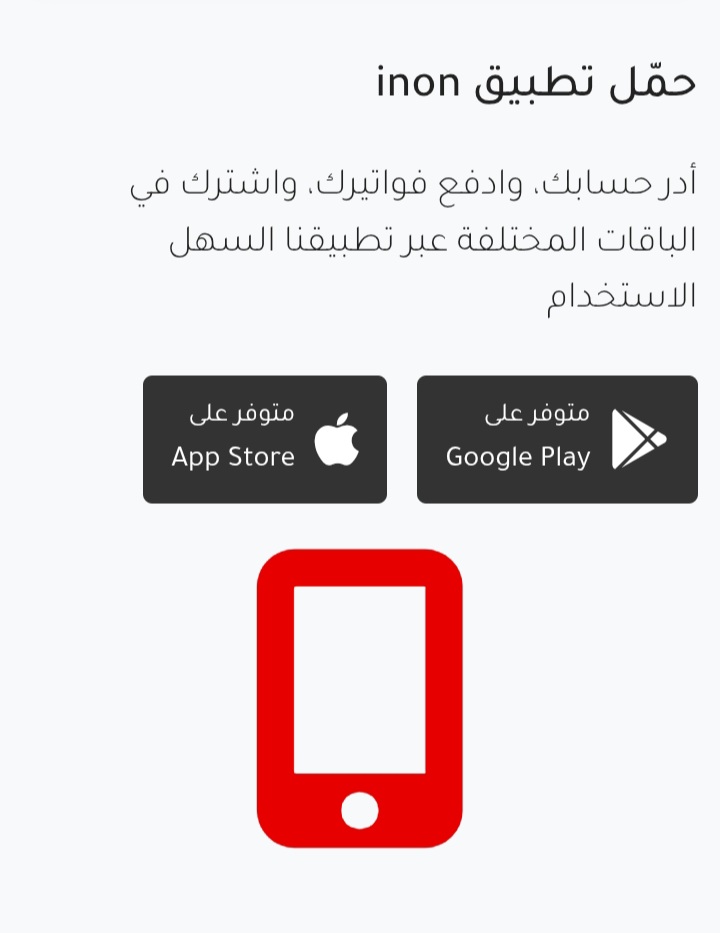 حمّل تطبيق inon
أدر حسابك، وادفع فواتيرك، واشترك في
الباقات المختلفة عبر تطبيقنا السهل
الاستخدام
متوفر على
Google Play
متوفر على
App Store